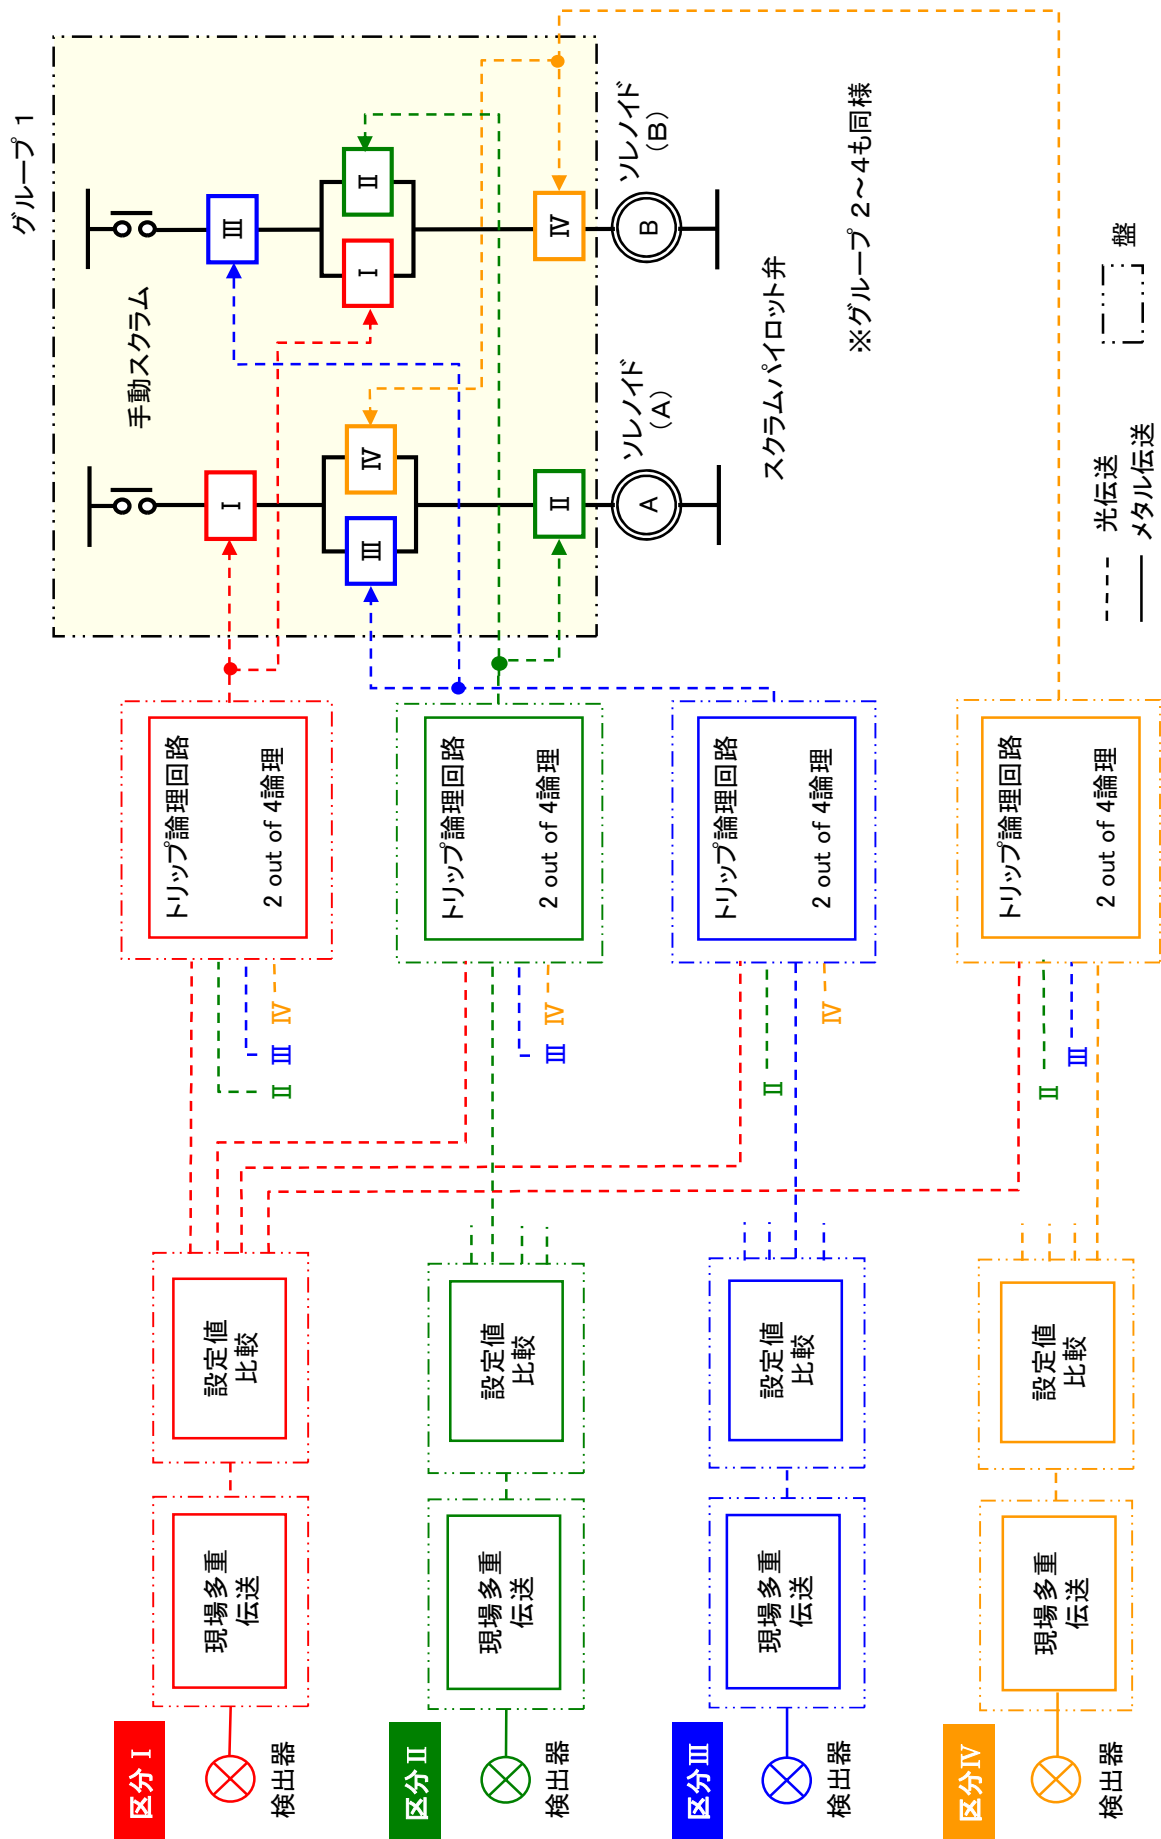 区分Ⅰ
検出器
現場多重
伝送
設定値
比較
Ⅱ
Ⅲ
Ⅳ
トリップ論理回路
2 out of 4論理
区分Ⅱ
検出器
現場多重
伝送
設定値
比較
Ⅲ
Ⅳ
トリップ論理回路
2 out of 4論理
区分Ⅲ
検出器
現場多重
伝送
設定値
比較
Ⅱ
Ⅳ
トリップ論理回路
2 out of 4論理
区分Ⅳ
検出器
現場多重
伝送
設定値
比較
Ⅱ
Ⅲ
トリップ論理回路
2 out of 4論理
グループ 1
手動スクラム
Ⅰ
Ⅲ
Ⅳ
Ⅱ
A
ソレノイド
(A)
Ⅲ
Ⅰ
Ⅱ
Ⅳ
B
ソレノイド
(B)
スクラムパイロット弁
※グループ 2～4も同様
光伝送
メタル伝送
盤